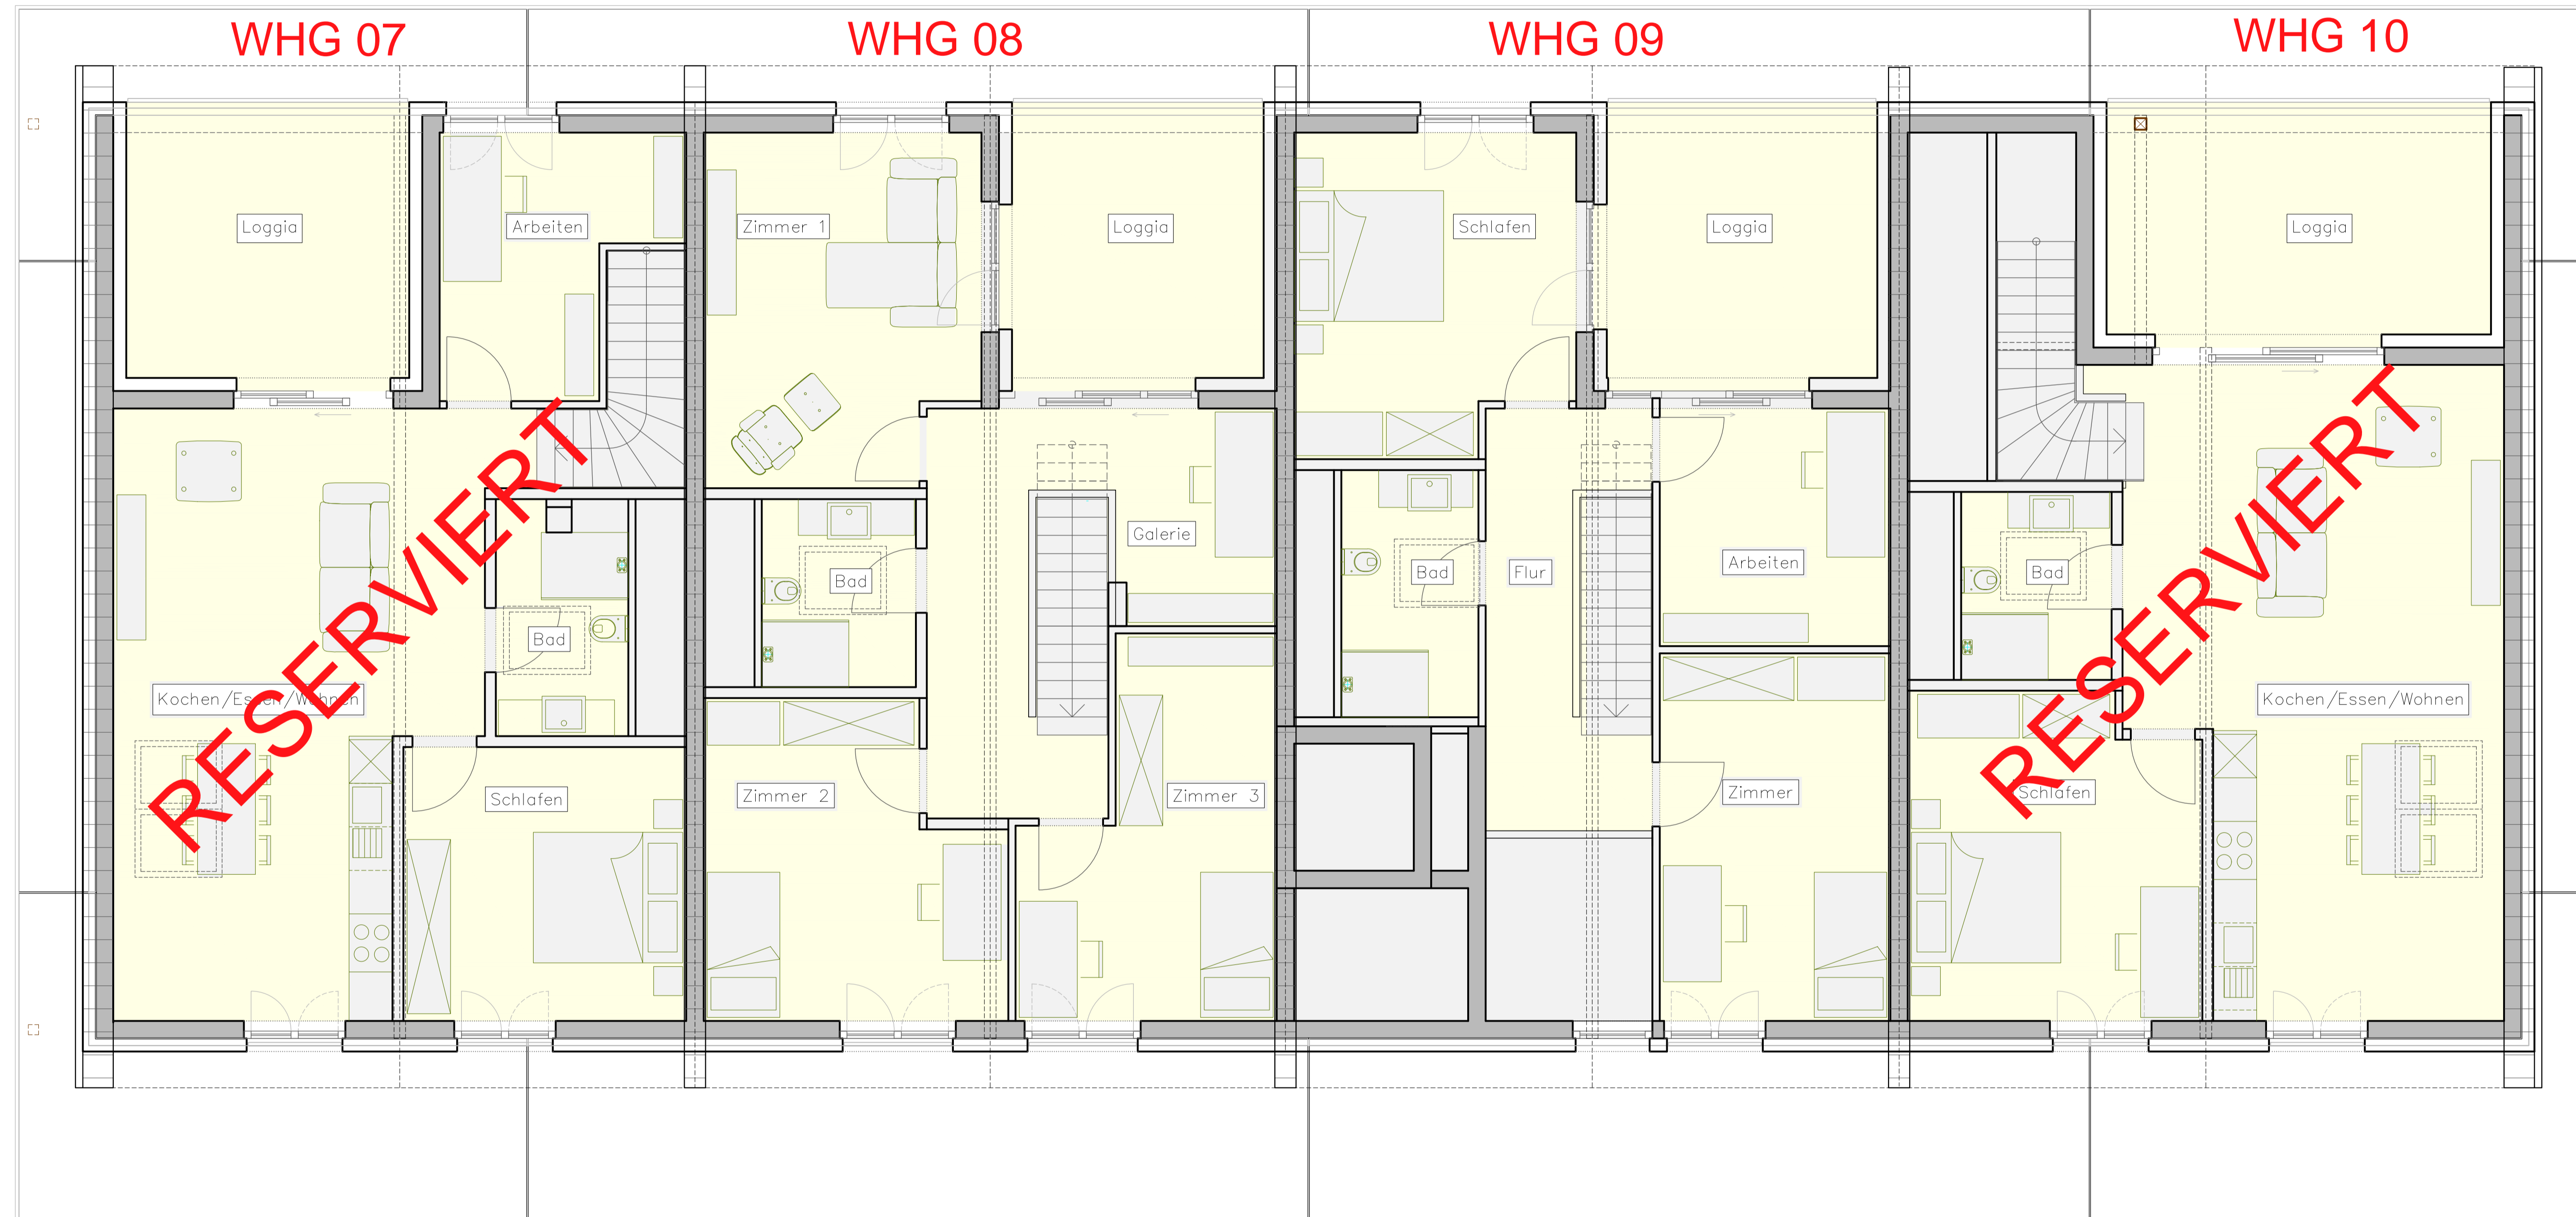 WHG 07
WHG 08
WHG 09
WHG 10
Loggia
Arbeiten
Zimmer 1
Loggia
Schlafen
Loggia
Loggia
RESERVIERT
Galerie
Bad
Bad
Bad
Flur
Arbeiten
Bad
RESERVIERT
Kochen/Essen/Wohnen
Kochen/Essen/Wohnen
Schlafen
Zimmer 2
Zimmer 3
Zimmer
Schlafen